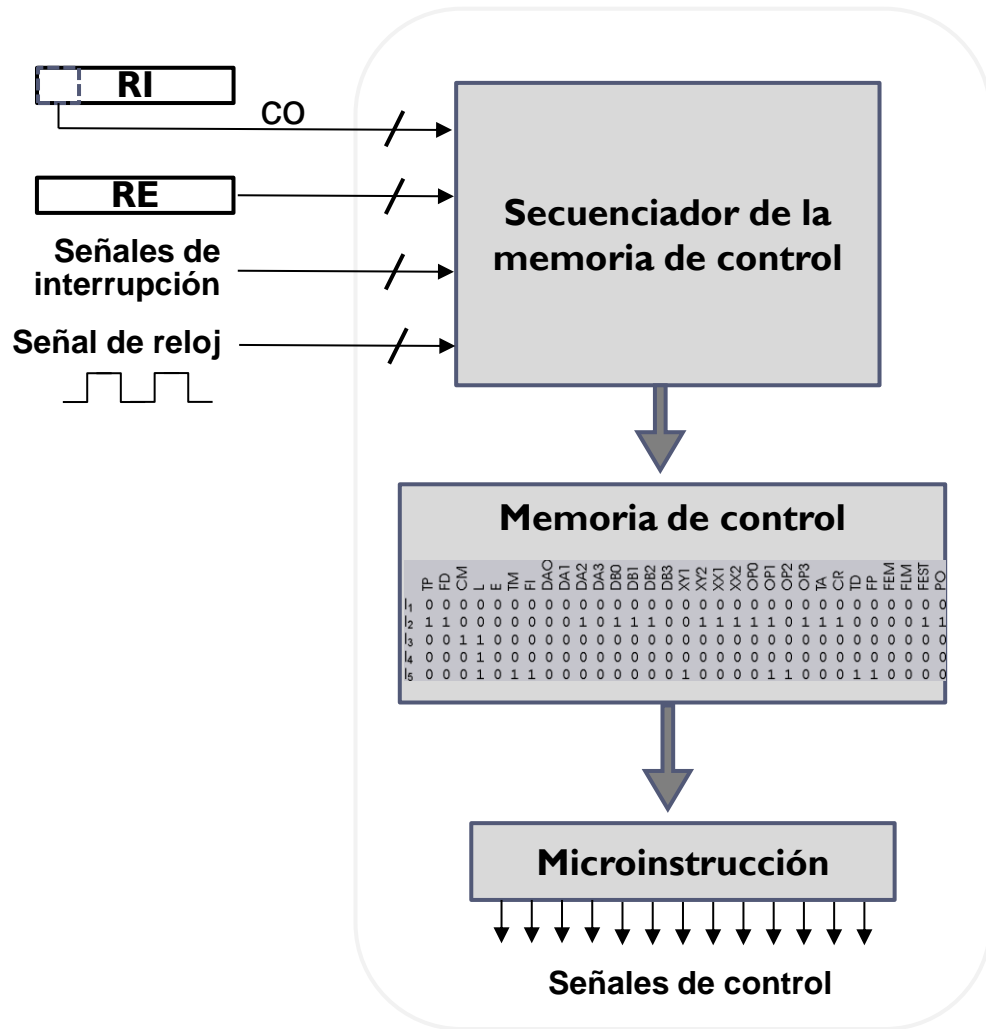 RI
CO
RE
Señales de
interrupción
Señal de reloj
Secuenciador de la
memoria de control
Memoria de control
TP FD CM L E TM FI DAO DA1 DA2 DA3 DB0 DB1 DB2 DB3 XY1 XY2 XX1 XX2 OP0 OP1 OP2 OP3 TA CR TD FP FEM FLM FEST PO
I1 0 0 0 0 0 0 0 0 0 0 0 0 0 0 0 0 0 0 0 0 0 0 0 0 0 0 0 0 0 0 0
I2 1 1 0 0 0 0 0 0 0 1 0 1 1 1 0 0 1 1 1 1 0 0 1 1 1 0 0 0 0 1 1
I3 0 0 1 1 0 0 0 0 0 0 0 0 0 0 0 0 0 0 0 0 0 0 0 0 0 0 0 0 0 0 0
I4 0 0 0 1 0 0 0 0 0 0 0 0 0 0 0 0 0 0 0 0 0 0 0 0 0 0 0 0 0 0 0
I5 0 0 0 1 0 1 1 0 0 0 0 0 0 0 0 1 0 0 0 0 1 1 0 0 0 1 1 0 0 0 0
Microinstrucción
Señales de control